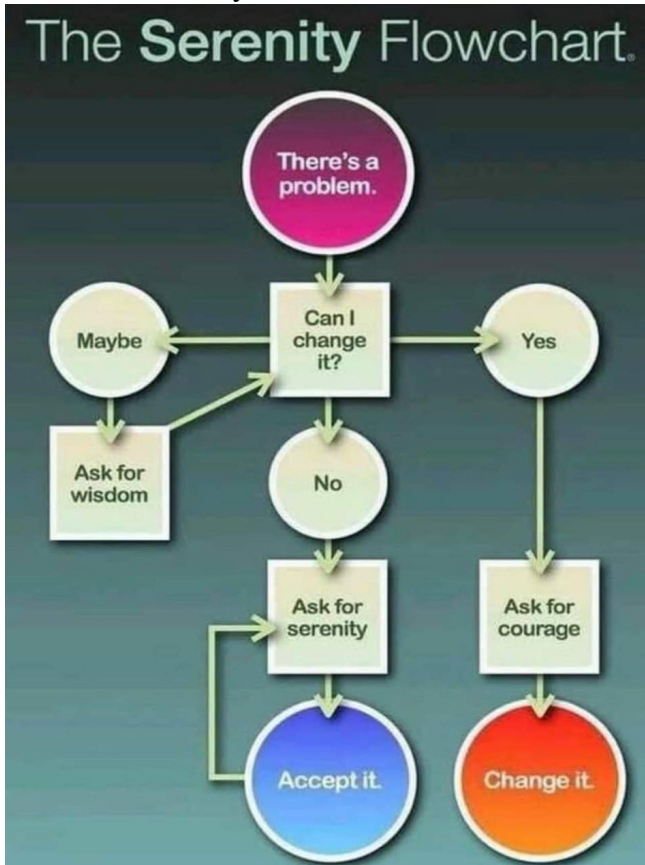 The Serenity Flowchart.
There's a
problem.
Can I
change
it?
Maybe
Yes
Ask for
wisdom
No
Ask for
serenity
Ask for
courage
Accept it.
Change it.